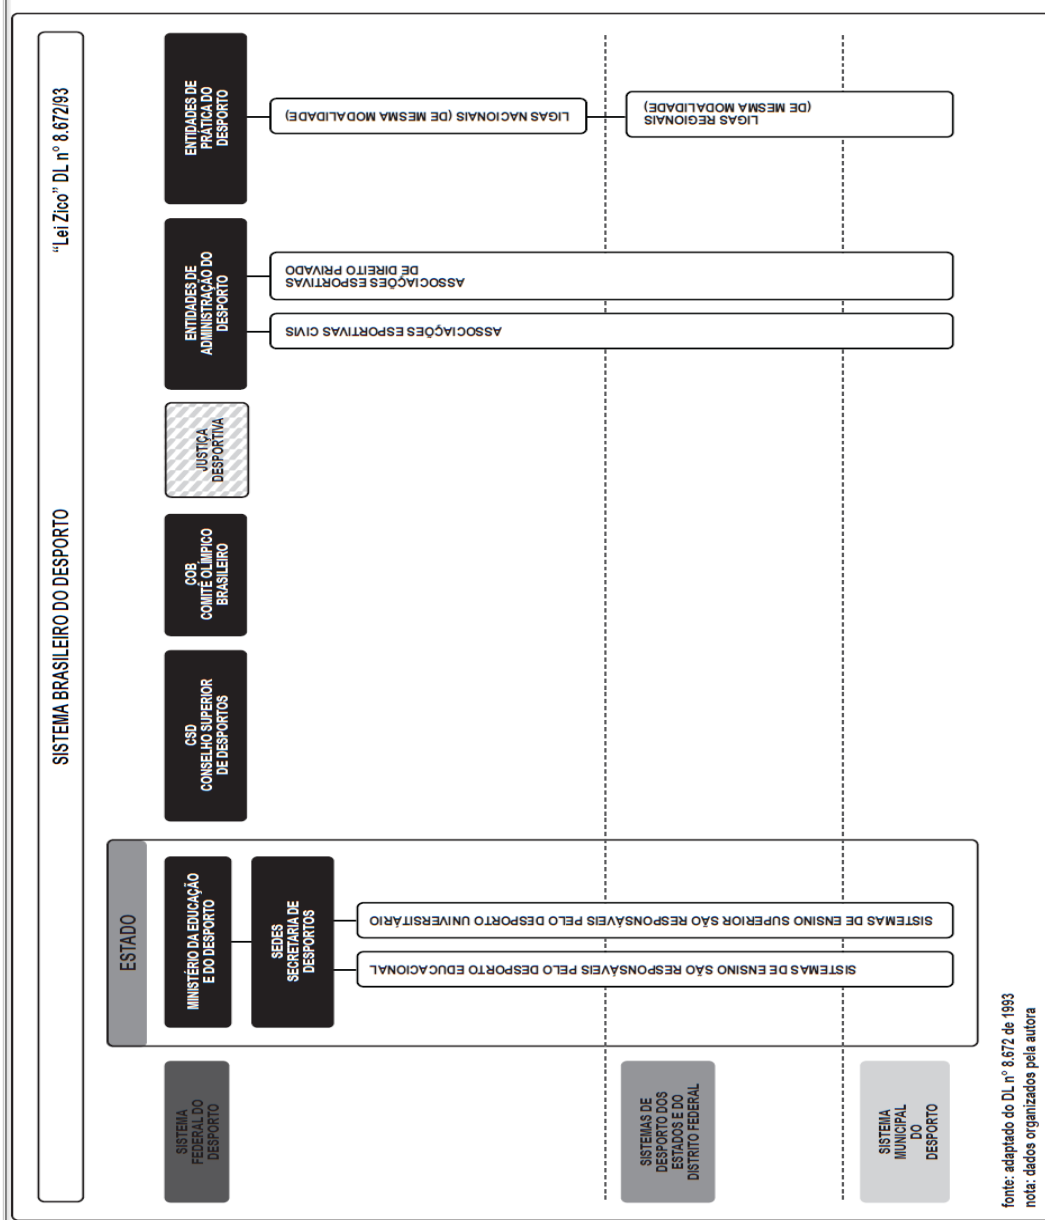 SISTEMA BRASILEIRO DO DESPORTO
“Lei Zico” DL nº 8.672/93
ESTADO
SISTEMA
FEDERAL DO
DESPORTO
MINISTÉRIO DA EDUCAÇÃO
E DO DESPORTO
CSD
CONSELHO SUPERIOR
DE DESPORTOS
COB
COMITÊ OLÍMPICO
BRASILEIRO
JUSTIÇA
DESPORTIVA
ENTIDADES DE
ADMINISTRAÇÃO DO
DESPORTO
ENTIDADES DE
PRÁTICA DO
DESPORTO
SEDES
SECRETARIA DE
DESPORTOS
SISTEMAS DE ENSINO SÃO RESPONSÁVEIS PELO DESPORTO EDUCACIONAL
SISTEMAS DE ENSINO SUPERIOR SÃO RESPONSÁVEIS PELO DESPORTO UNIVERSITÁRIO
ASSOCIAÇÕES ESPORTIVAS CIVIS
ASSOCIAÇÕES ESPORTIVAS
DE DIREITO PRIVADO
LIGAS NACIONAIS (DE MESMA MODALIDADE)
LIGAS REGIONAIS
(DE MESMA MODALIDADE)
SISTEMAS DE
DESPORTO DOS
ESTADOS E DO
DISTRITO FEDERAL
SISTEMA
MUNICIPAL
DO
DESPORTO
fonte: adaptado do DL nº 8.672 de 1993
nota: dados organizados pela autora